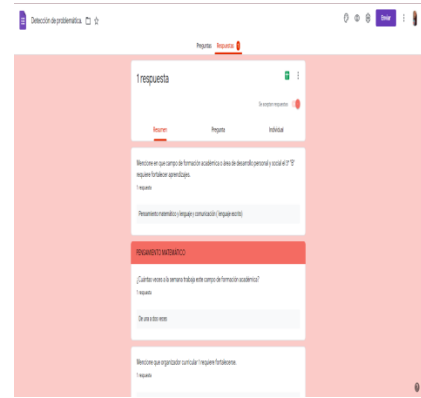 Detección de problemática.
Enviar
Preguntas Respuestas 1
1 respuesta
Se aceptan respuestas
Resumen Pregunta Individual
Mencione en que campo de formación académica o área de desarrollo personal y social el 3° "B"
requiere fortalecer aprendizajes.
1 respuesta
Pensamiento matemático y lenguaje y comunicación ( lenguaje escrito)
PENSAMIENTO MATEMÁTICO
¿Cuántas veces a la semana trabaja este campo de formación académica?
1 respuesta
De una a dos veces
Mencione que organizador curricular 1 requiere fortalecerse.
1 respuesta